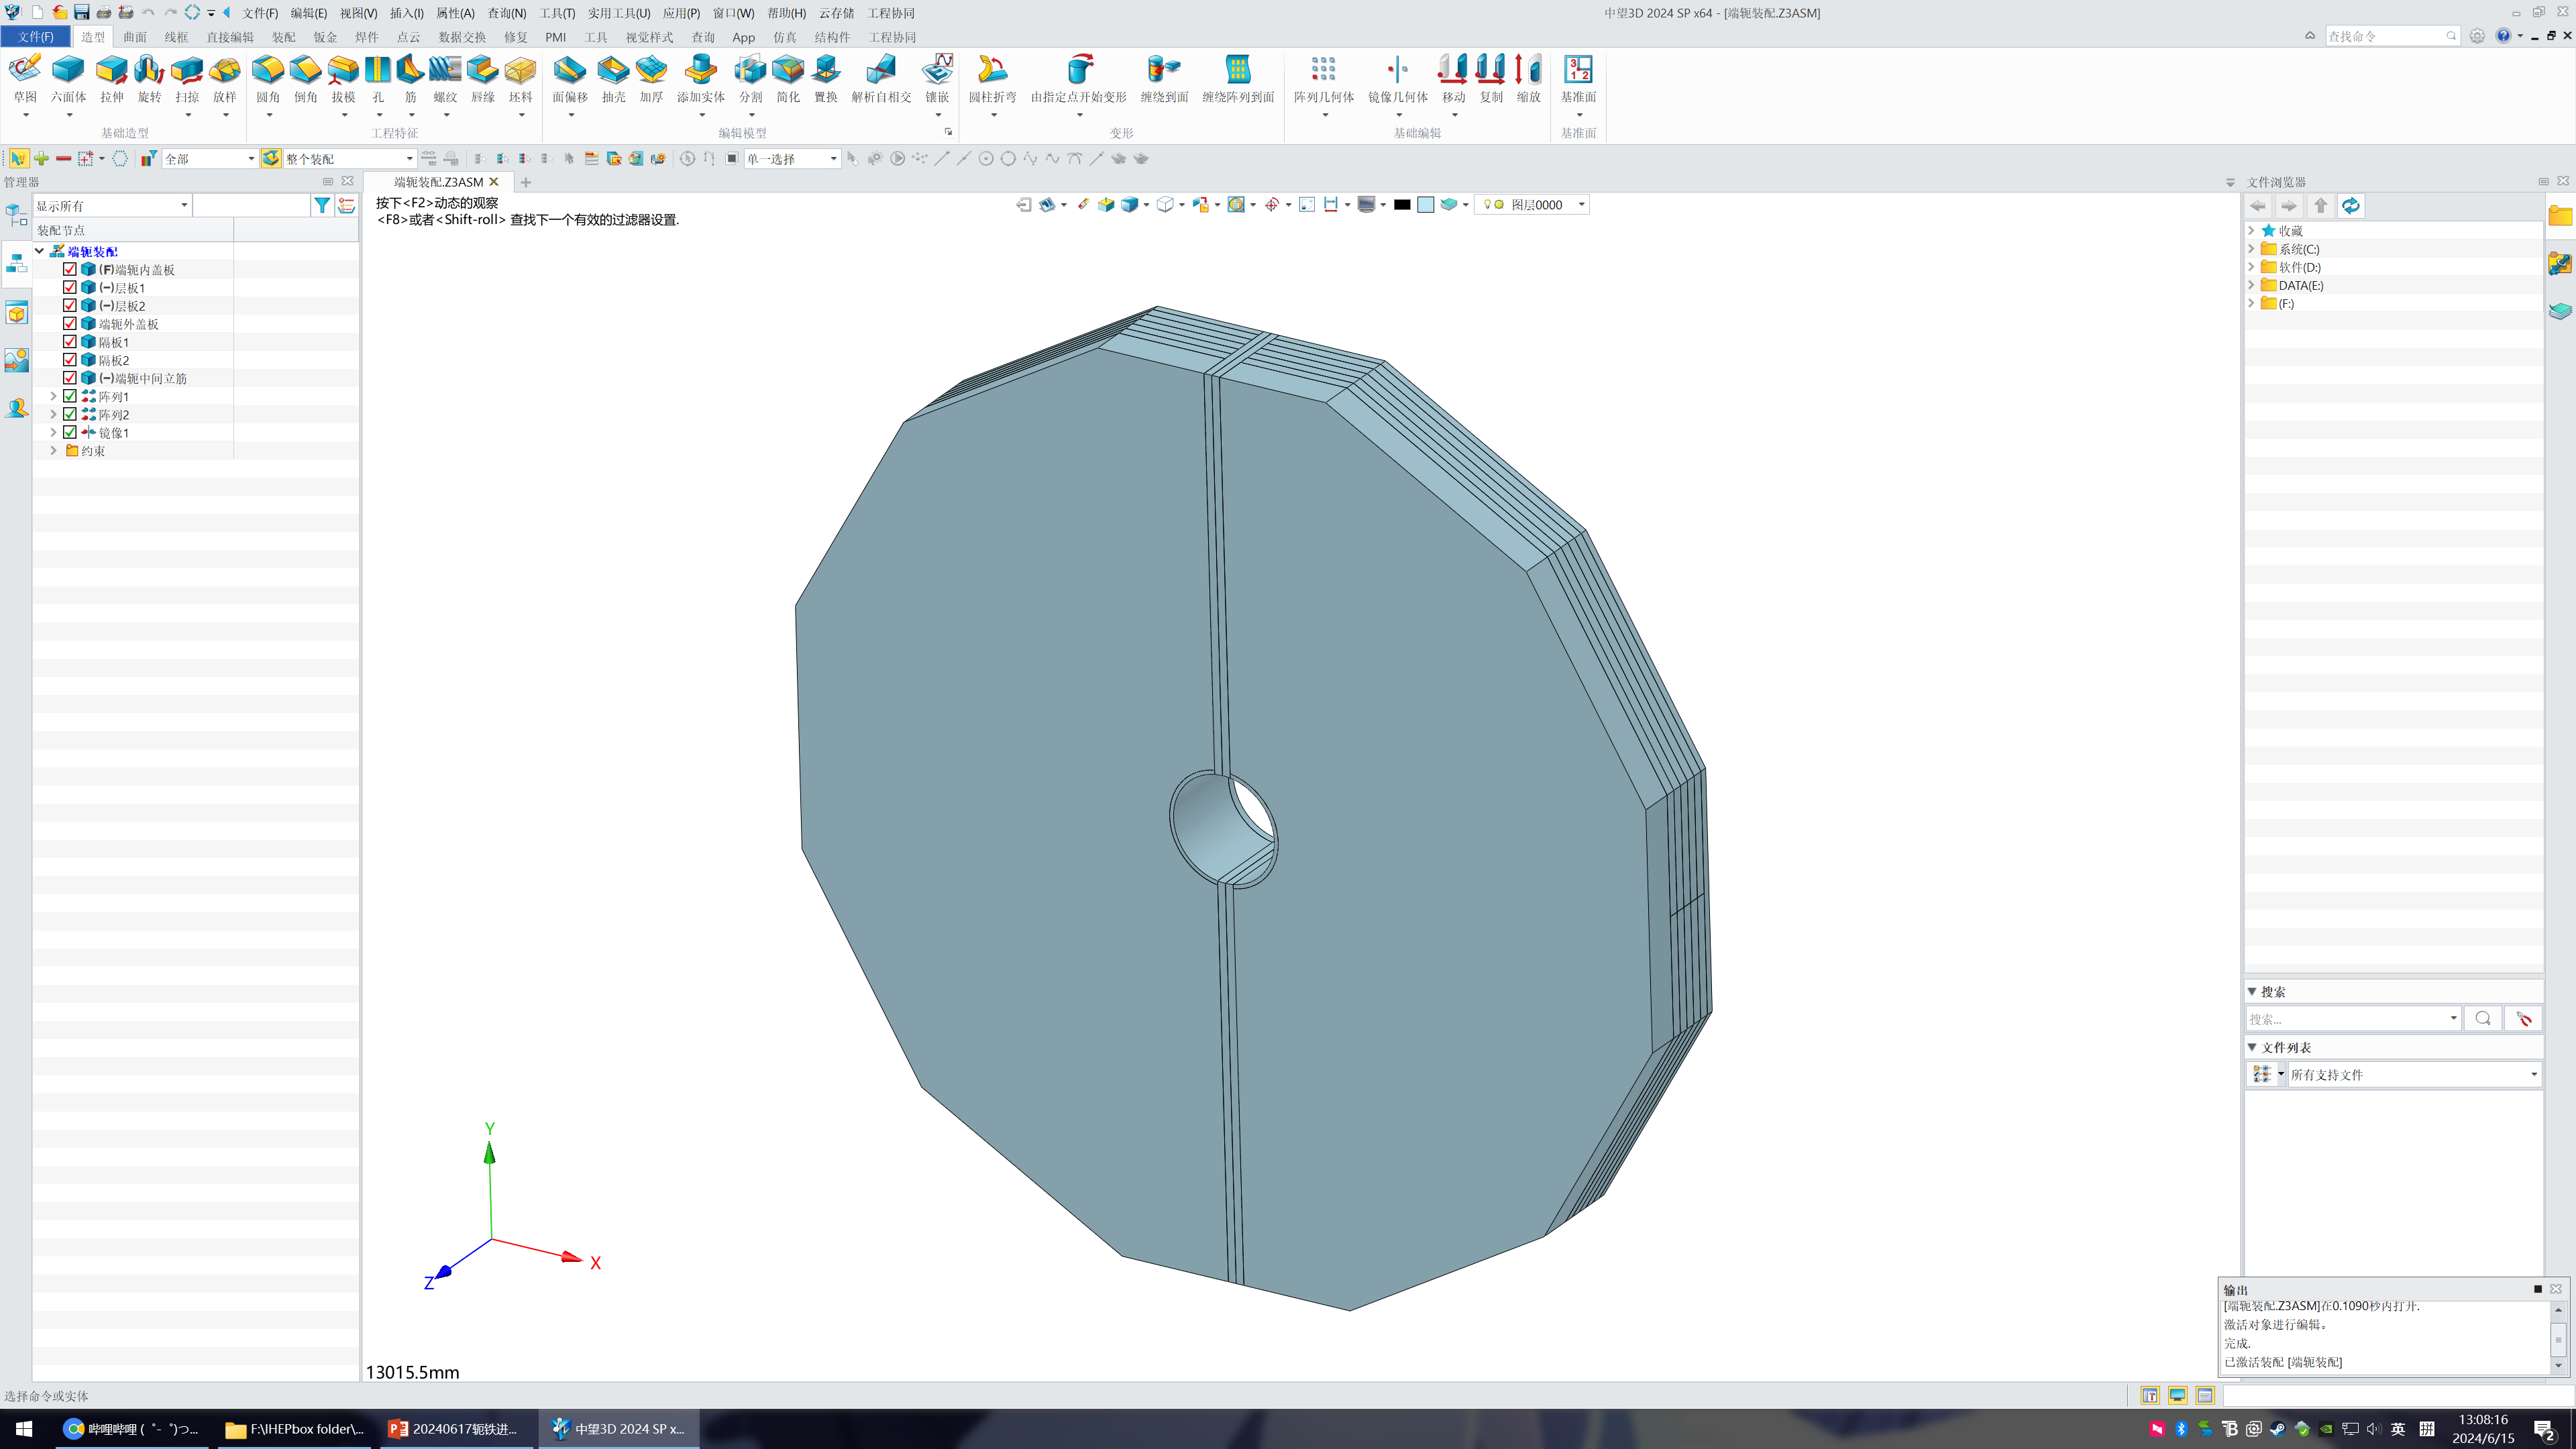 文件(F) 编辑(E) 视图(V) 插入(I) 属性(A) 查询(N) 工具(T) 实用工具(U) 应用(P) 窗口(W) 帮助(H) 云存储 工程协同
中望3D 2024 SP x64 - [端轭装配.Z3ASM]
文件(F) 造型 曲面 线框 直接编辑 装配 钣金 焊件 点云 数据交换 修复 PMI 工具 视觉样式 查询 App 仿真 结构件 工程协同
查找命令
草图 六面体 拉伸 旋转 扫掠 放样 圆角 倒角 拔模 孔 筋 螺纹 唇缘 坯料 面偏移 抽壳 加厚 添加实体 分割 简化 置换 解析自相交 镶嵌 圆柱折弯 由指定点开始变形 缠绕到面 缠绕阵列到面 阵列几何体 镜像几何体 移动 复制 缩放 基准面
基础造型 工程特征 编辑模型 变形 基础编辑 基准面
全部 整个装配 单一选择
管理器
端轭装配.Z3ASM
文件浏览器
显示所有
装配节点
端轭装配
(F)端轭内盖板
(-)层板1
(-)层板2
端轭外盖板
隔板1
隔板2
(-)端轭中间立筋
阵列1
阵列2
镜像1
约束
按下<F2>动态的观察
<F8>或者<Shift-roll> 查找下一个有效的过滤器设置.
图层0000
收藏
系统(C:)
软件(D:)
DATA(E:)
(F:)
搜索
搜索...
文件列表
所有支持文件
Y
X
Z
13015.5mm
输出
[端轭装配.Z3ASM]在0.1090秒内打开.
激活对象进行编辑。
完成.
已激活装配 [端轭装配]
选择命令或实体
哔哩哔哩 (゜-゜)つ...
F:\IHEPbox folder\...
20240617轭铁进...
中望3D 2024 SP x...
英
拼
13:08:16
2024/6/15
2